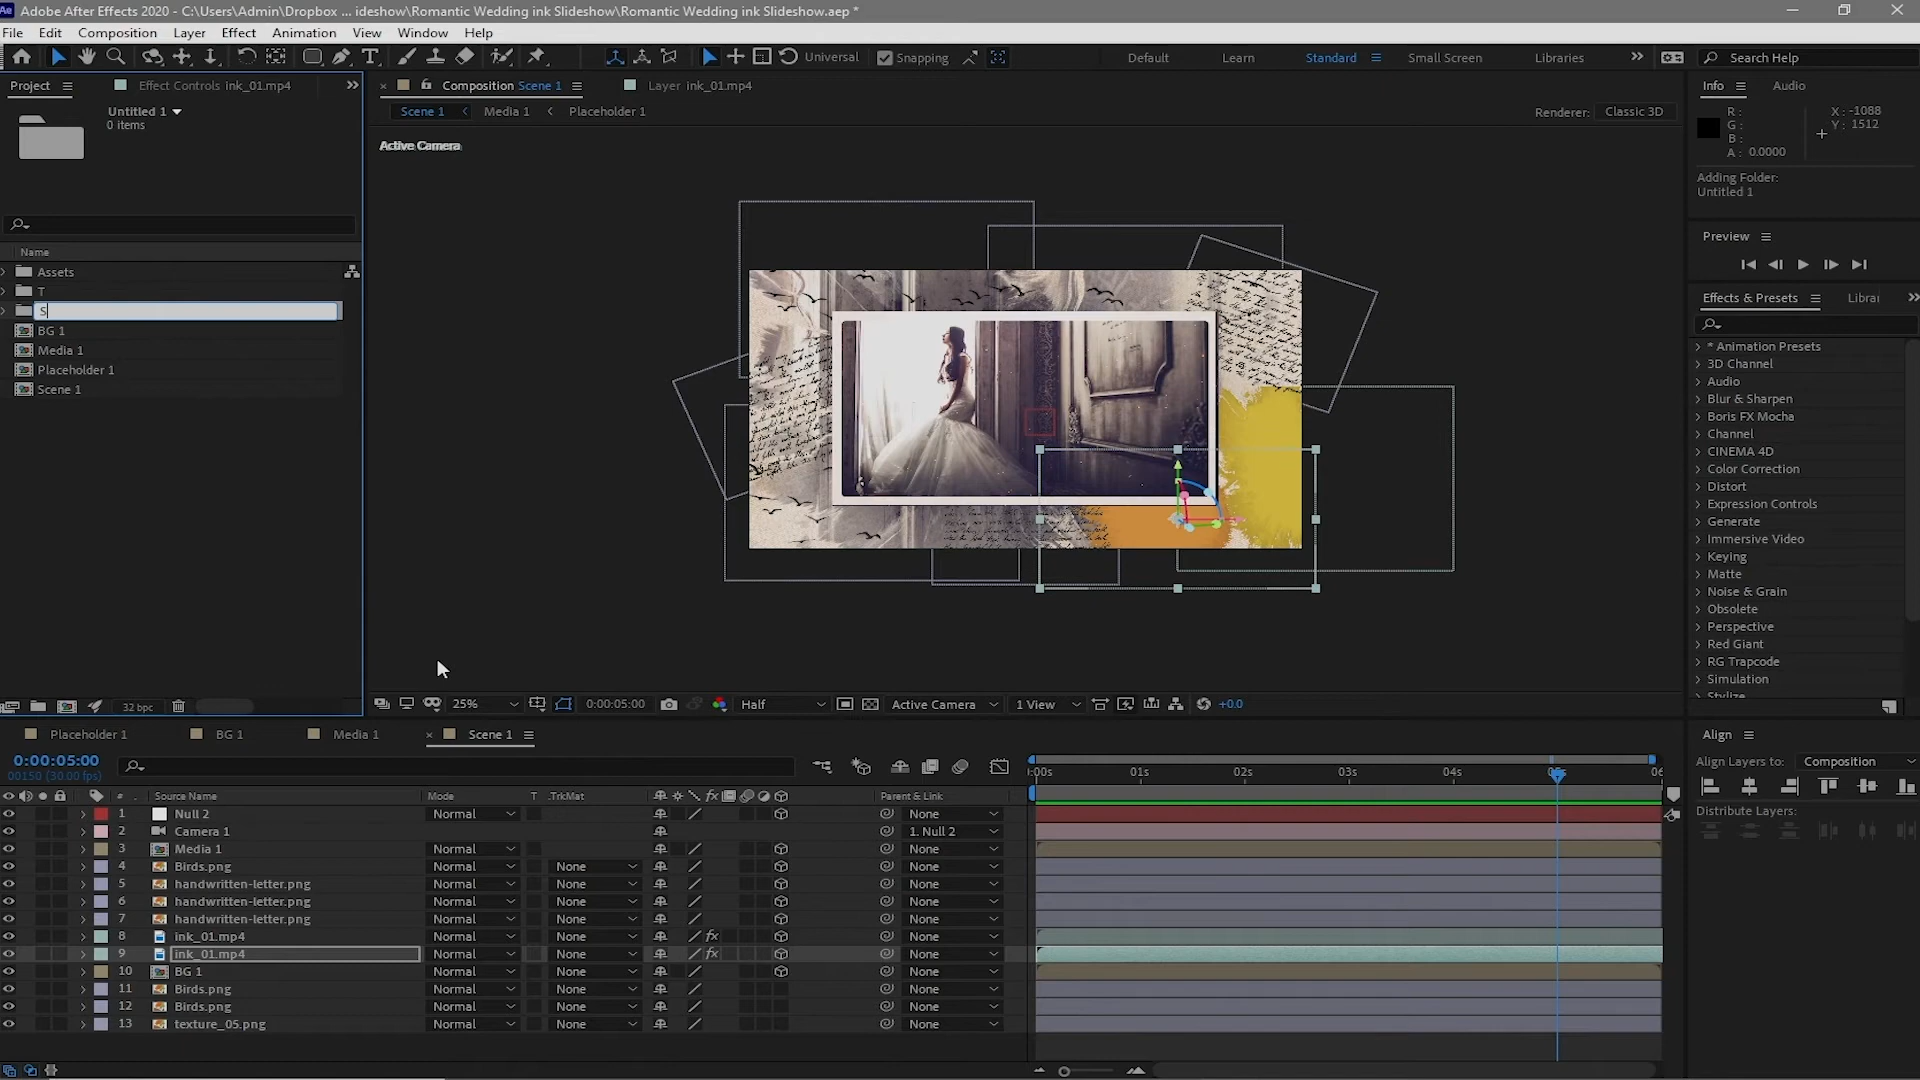 Ae Adobe After Effects 2020 - C:\Users\Admin\Dropbox ... ideshow\Romantic Wedding ink Slideshow\Romantic Wedding ink Slideshow.aep *
File Edit Composition Layer Effect Animation View Window Help
Universal Snapping Default Learn Standard Small Screen Libraries Search Help
Project Effect Controls ink_01.mp4 Composition Scene 1 Layer ink_01.mp4 Info Audio
Untitled 1
0 items
Scene 1 Media 1 Placeholder 1 Renderer: Classic 3D
R: X: -1088
G: Y: 1512
B:
A: 0.0000
Active Camera
Adding Folder:
Untitled 1
Preview
Name
Assets
T
S
BG 1
Media 1
Placeholder 1
Scene 1
Effects & Presets Librai
* Animation Presets
3D Channel
Audio
Blur & Sharpen
Boris FX Mocha
Channel
CINEMA 4D
Color Correction
Distort
Expression Controls
Generate
Immersive Video
Keying
Matte
Noise & Grain
Obsolete
Perspective
Red Giant
RG Trapcode
Simulation
Stylize
32 bpc 25% 0:00:05:00 Half Active Camera 1 View +0.0
Placeholder 1 BG 1 Media 1 Scene 1
0:00:05:00
00150 (30.00 fps)
:00s 01s 02s 03s 04s 05s 06
# Source Name Mode T .TrkMat fx Parent & Link
1 Null 2 Normal None
2 Camera 1 1. Null 2
3 Media 1 Normal None
4 Birds.png Normal None None
5 handwritten-letter.png Normal None None
6 handwritten-letter.png Normal None None
7 handwritten-letter.png Normal None None
8 ink_01.mp4 Normal None fx None
9 ink_01.mp4 Normal None fx None
10 BG 1 Normal None None
11 Birds.png Normal None None
12 Birds.png Normal None None
13 texture_05.png Normal None None
Align
Align Layers to: Composition
Distribute Layers: